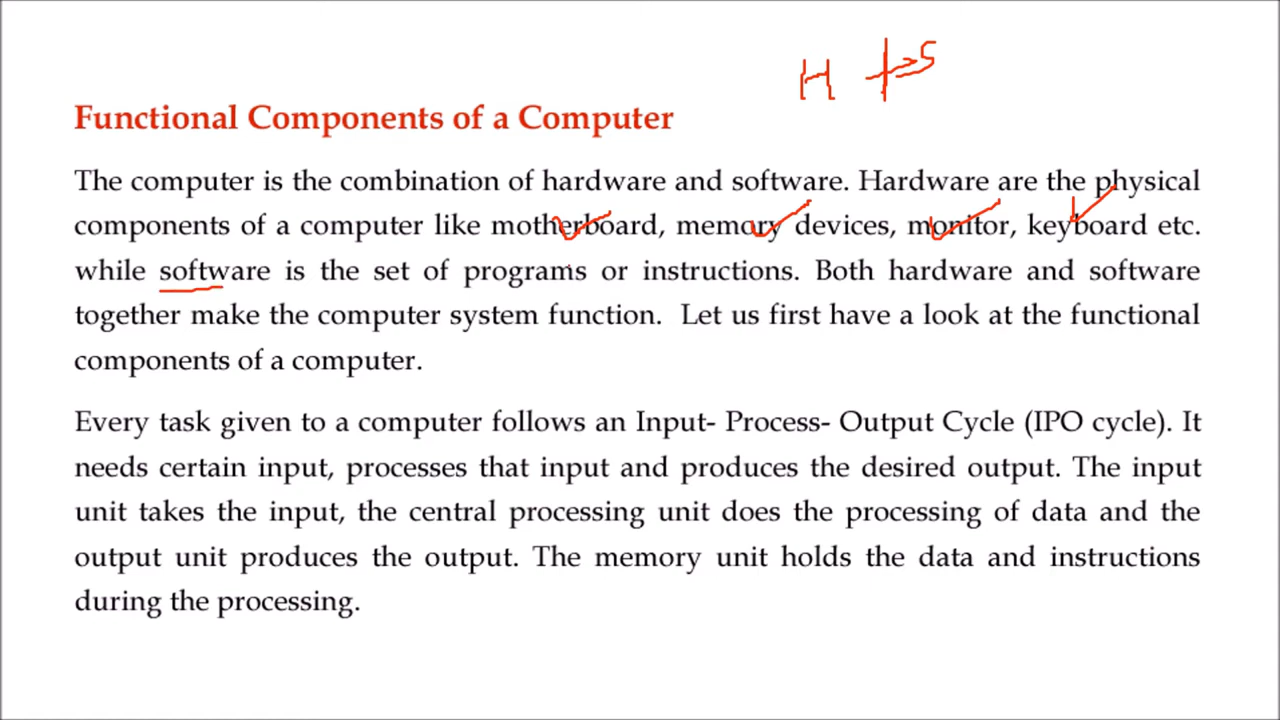 H + S
Functional Components of a Computer
The computer is the combination of hardware and software. Hardware are the physical
components of a computer like motherboard, memory devices, monitor, keyboard etc.
while software is the set of programs or instructions. Both hardware and software
together make the computer system function. Let us first have a look at the functional
components of a computer.
Every task given to a computer follows an Input- Process- Output Cycle (IPO cycle). It
needs certain input, processes that input and produces the desired output. The input
unit takes the input, the central processing unit does the processing of data and the
output unit produces the output. The memory unit holds the data and instructions
during the processing.